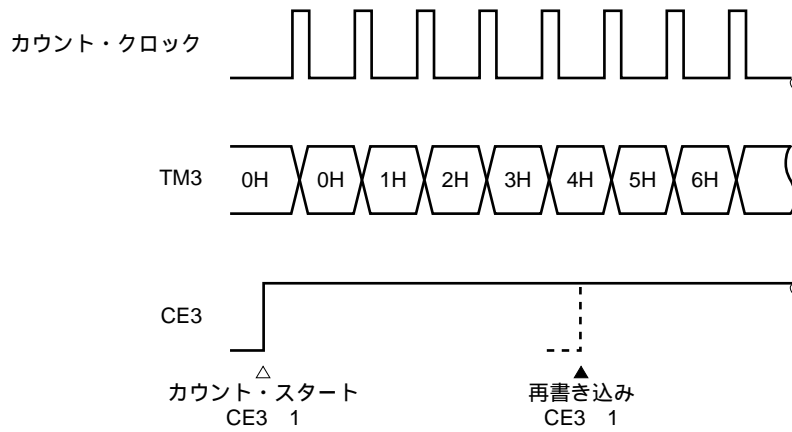 カウント・クロック
TM3 0H 0H 1H 2H 3H 4H 5H 6H
CE3
カウント・スタート
CE3 1
再書き込み
CE3 1